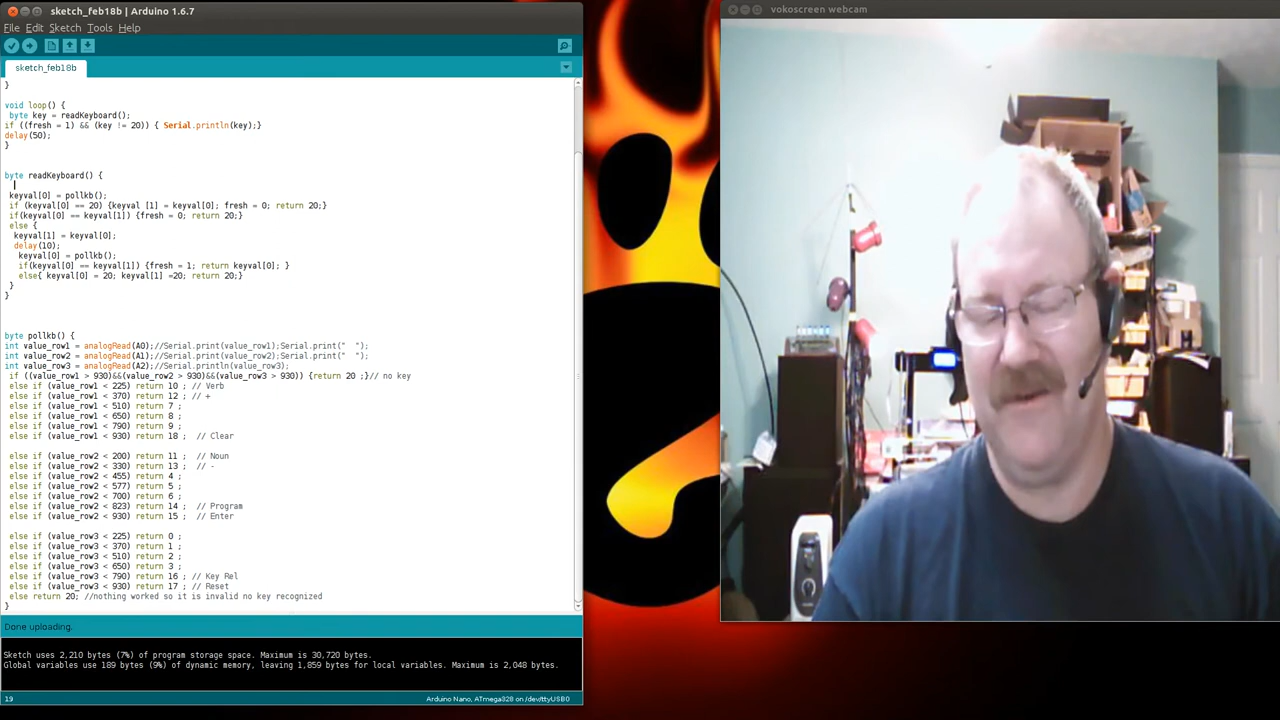 sketch_feb18b | Arduino 1.6.7
File Edit Sketch Tools Help
sketch_feb18b
}
void loop() {
byte key = readKeyboard();
if ((fresh = 1) && (key != 20)) { Serial.println(key);}
delay(50);
}
byte readKeyboard() {
keyval[0] = pollkb();
if (keyval[0] == 20) {keyval [1] = keyval[0]; fresh = 0; return 20;}
if(keyval[0] == keyval[1]) {fresh = 0; return 20;}
else {
keyval[1] = keyval[0];
delay(10);
keyval[0] = pollkb();
if(keyval[0] == keyval[1]) {fresh = 1; return keyval[0]; }
else{ keyval[0] = 20; keyval[1] =20; return 20;}
}
}
byte pollkb() {
int value_row1 = analogRead(A0);//Serial.print(value_row1);Serial.print("  ");
int value_row2 = analogRead(A1);//Serial.print(value_row2);Serial.print("  ");
int value_row3 = analogRead(A2);//Serial.println(value_row3);
if ((value_row1 > 930)&&(value_row2 > 930)&&(value_row3 > 930)) {return 20 ;}// no key
else if (value_row1 < 225) return 10 ; // Verb
else if (value_row1 < 370) return 12 ; // +
else if (value_row1 < 510) return 7 ;
else if (value_row1 < 650) return 8 ;
else if (value_row1 < 790) return 9 ;
else if (value_row1 < 930) return 18 ;  // Clear
else if (value_row2 < 200) return 11 ;  // Noun
else if (value_row2 < 330) return 13 ;  // -
else if (value_row2 < 455) return 4 ;
else if (value_row2 < 577) return 5 ;
else if (value_row2 < 700) return 6 ;
else if (value_row2 < 823) return 14 ;  // Program
else if (value_row2 < 930) return 15 ;  // Enter
else if (value_row3 < 225) return 0 ;
else if (value_row3 < 370) return 1 ;
else if (value_row3 < 510) return 2 ;
else if (value_row3 < 650) return 3 ;
else if (value_row3 < 790) return 16 ; // Key Rel
else if (value_row3 < 930) return 17 ; // Reset
else return 20; //nothing worked so it is invalid no key recognized
}
Done uploading.
Sketch uses 2,210 bytes (7%) of program storage space. Maximum is 30,720 bytes.
Global variables use 189 bytes (9%) of dynamic memory, leaving 1,859 bytes for local variables. Maximum is 2,048 bytes.
19
Arduino Nano, ATmega328 on /dev/ttyUSB0
vokoscreen webcam